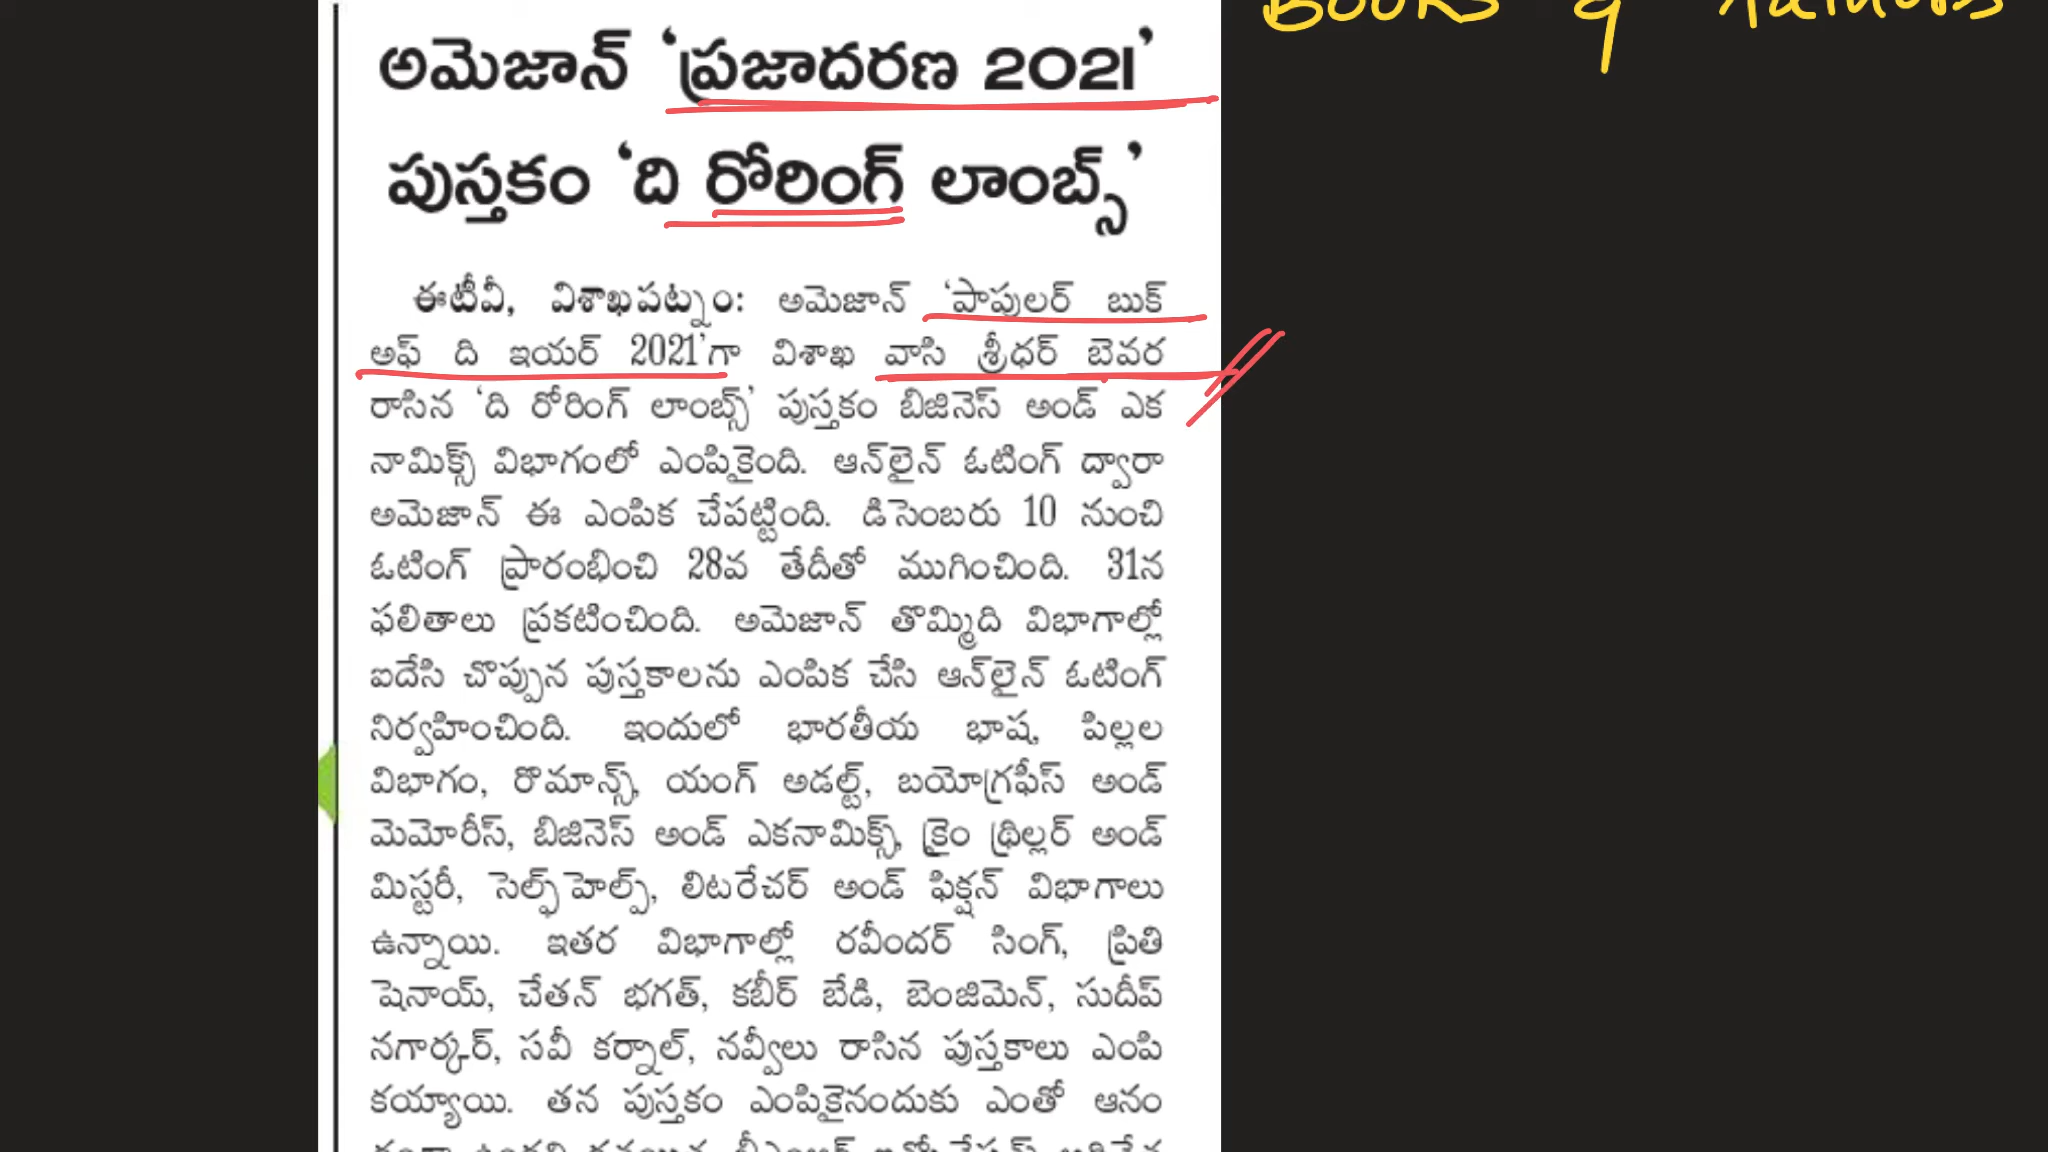 Books &
అమెజాన్ ‘ప్రజాదరణ 2021’
పుస్తకం ‘ది రోరింగ్ లాంబ్స్’
ఈటీవీ, విశాఖపట్నం: అమెజాన్ ‘పాపులర్ బుక్
అఫ్ ది ఇయర్ 2021’గా విశాఖ వాసి శ్రీధర్ బెవర
రాసిన ‘ది రోరింగ్ లాంబ్స్’ పుస్తకం బిజినెస్ అండ్ ఎక
నామిక్స్ విభాగంలో ఎంపికైంది. ఆన్‌లైన్ ఓటింగ్ ద్వారా
అమెజాన్ ఈ ఎంపిక చేపట్టింది. డిసెంబరు 10 నుంచి
ఓటింగ్ ప్రారంభించి 28వ తేదీతో ముగించింది. 31న
ఫలితాలు ప్రకటించింది. అమెజాన్ తొమ్మిది విభాగాల్లో
ఐదేసి చొప్పున పుస్తకాలను ఎంపిక చేసి ఆన్‌లైన్ ఓటింగ్
నిర్వహించింది. ఇందులో భారతీయ భాష, పిల్లల
విభాగం, రొమాన్స్, యంగ్ అడల్ట్, బయోగ్రఫీస్ అండ్
మెమోరీస్, బిజినెస్ అండ్ ఎకనామిక్స్, క్రైం థ్రిల్లర్ అండ్
మిస్టరీ, సెల్ఫ్‌హెల్ప్, లిటరేచర్ అండ్ ఫిక్షన్ విభాగాలు
ఉన్నాయి. ఇతర విభాగాల్లో రవీందర్ సింగ్, ప్రితి
షెనాయ్, చేతన్ భగత్, కబీర్ బేడి, బెంజిమెన్, సుదీప్
నగార్కర్, సవీ కర్నాల్, నవ్వీలు రాసిన పుస్తకాలు ఎంపి
కయ్యాయి. తన పుస్తకం ఎంపికైనందుకు ఎంతో ఆనం